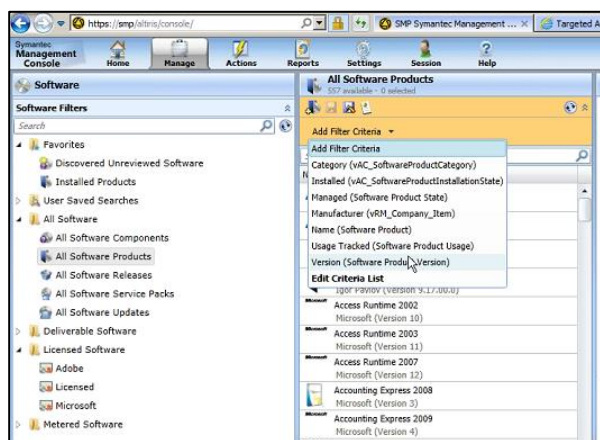 https://smp/altiris/console/
SMP Symantec Management ...
Targeted A
Symantec
Management
Console
Home
Manage
Actions
Reports
Settings
Session
Help
Software
Software Filters
Search
Favorites
Discovered Unreviewed Software
Installed Products
User Saved Searches
All Software
All Software Components
All Software Products
All Software Releases
All Software Service Packs
All Software Updates
Deliverable Software
Licensed Software
Adobe
Licensed
Microsoft
Metered Software
All Software Products
557 available - 0 selected
Add Filter Criteria
Add Filter Criteria
Category (vAC_SoftwareProductCategory)
Installed (vAC_SoftwareProductInstallationState)
Managed (Software Product State)
Manufacturer (vRM_Company_Item)
Name (Software Product)
Usage Tracked (Software Product Usage)
Version (Software Product Version)
Edit Criteria List
Igor Pavlov (Version 9.17.00.0)
Access Runtime 2002
Microsoft (Version 10)
Access Runtime 2003
Microsoft (Version 11)
Access Runtime 2007
Microsoft (Version 12)
Accounting Express 2008
Microsoft (Version 3)
Accounting Express 2009
Microsoft (Version 4)